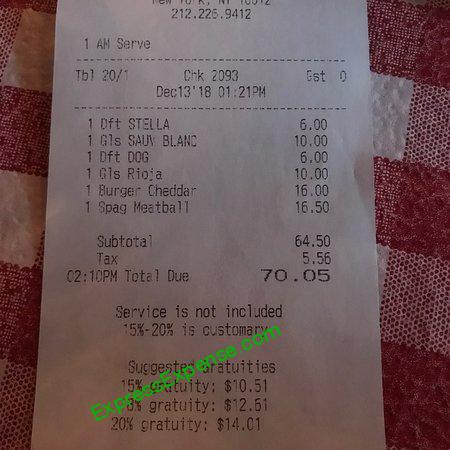 New York, NY 10012
212.226.9412
1 AM Serve
Tbl 20/1 Chk 2093 Gst 0
Dec13'18 01:21PM
1 Dft STELLA 6.00
1 Gls SAUV BLANC 10.00
1 Dft DOG 6.00
1 Gls Rioja 10.00
1 Burger Cheddar 16.00
1 Spag Meatball 16.50
Subtotal 64.50
Tax 5.56
02:10PM Total Due 70.05
Service is not included
15%-20% is customary
Suggested gratuities
15% gratuity: $10.51
18% gratuity: $12.61
20% gratuity: $14.01
ExpressExpense.com